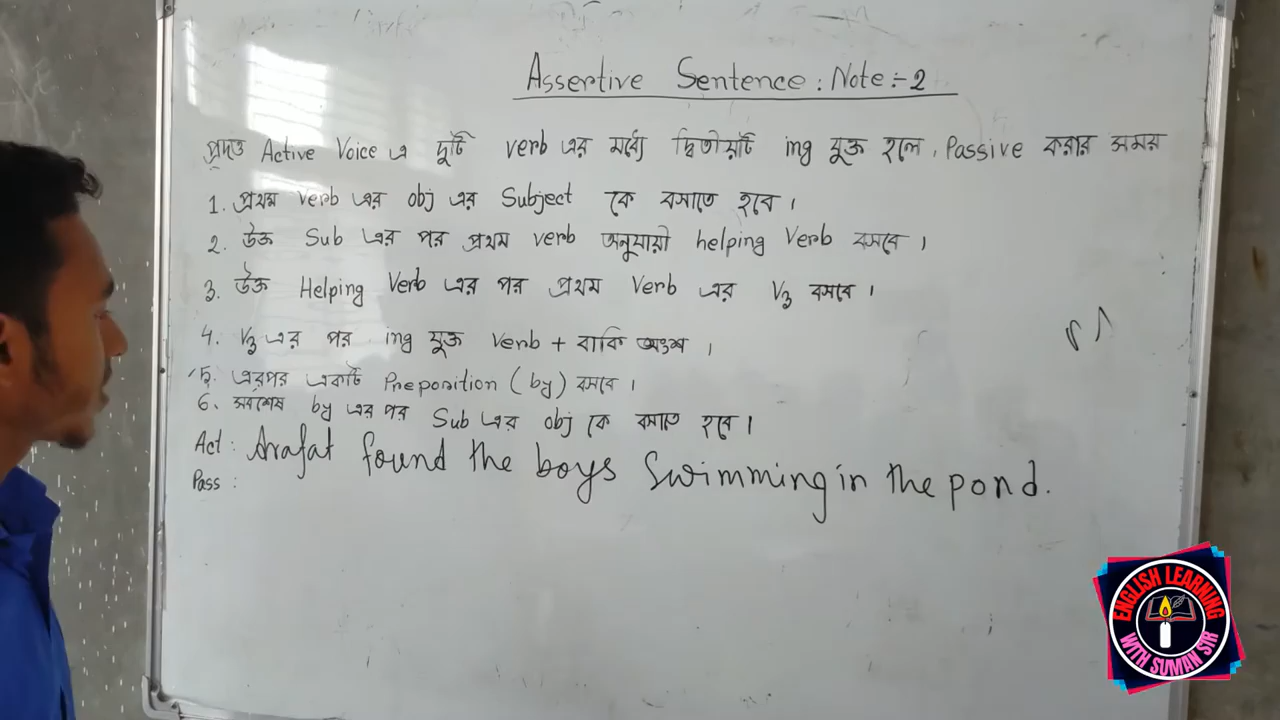 Assertive Sentence : Note :- 2
প্রদত্ত Active Voice এ দুটি verb এর মধ্যে দ্বিতীয়টি ing যুক্ত হলে, Passive করার সময়
1. প্রথম verb এর obj এর Subject কে বসাতে হবে।
2. উক্ত Sub এর পর প্রথম verb অনুযায়ী helping Verb বসবে।
3. উক্ত Helping Verb এর পর প্রথম Verb এর V3 বসবে।
4. V3 এর পর ing যুক্ত verb + বাকি অংশ।
5. এরপর একটি Preposition (by) বসবে।
6. সর্বশেষ by এর পর Sub এর obj কে বসাতে হবে।
Act : Arafat found the boys Swimming in the pond.
Pass :
ENGLISH LEARNING
WITH SUMAN SIR